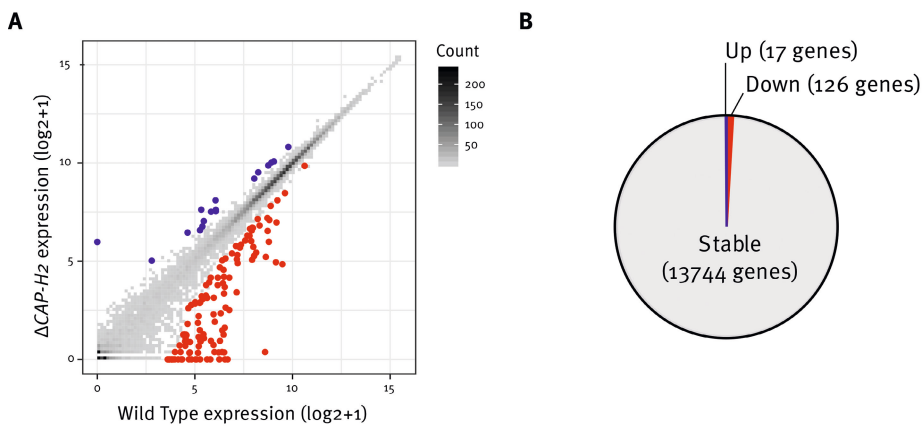 A
B
Count
200
150
100
50
15
10
5
0
0
5
10
15
ΔCAP-H2 expression (log2+1)
Wild Type expression (log2+1)
Up (17 genes)
Down (126 genes)
Stable
(13744 genes)